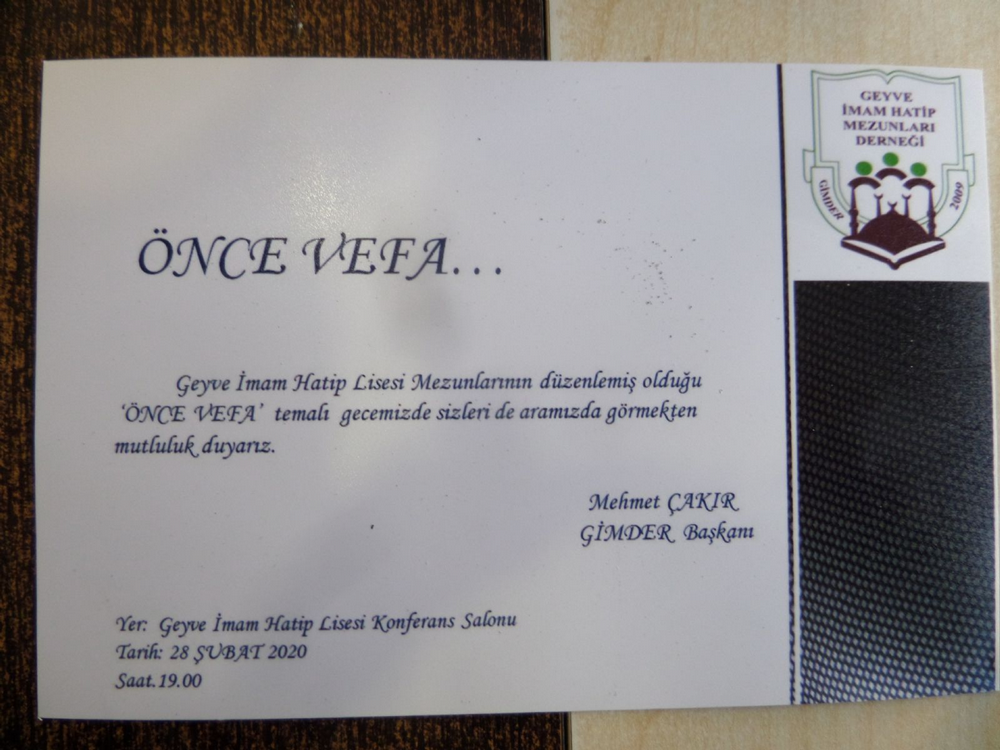 GEYVE
İMAM HATİP
MEZUNLARI
DERNEĞİ
GİMDER
2009
ÖNCE VEFA...
Geyve İmam Hatip Lisesi Mezunlarının düzenlemiş olduğu
‘ÖNCE VEFA’ temalı gecemizde sizleri de aramızda görmekten
mutluluk duyarız.
Mehmet ÇAKIR
GİMDER Başkanı
Yer: Geyve İmam Hatip Lisesi Konferans Salonu
Tarih: 28 ŞUBAT 2020
Saat.19.00